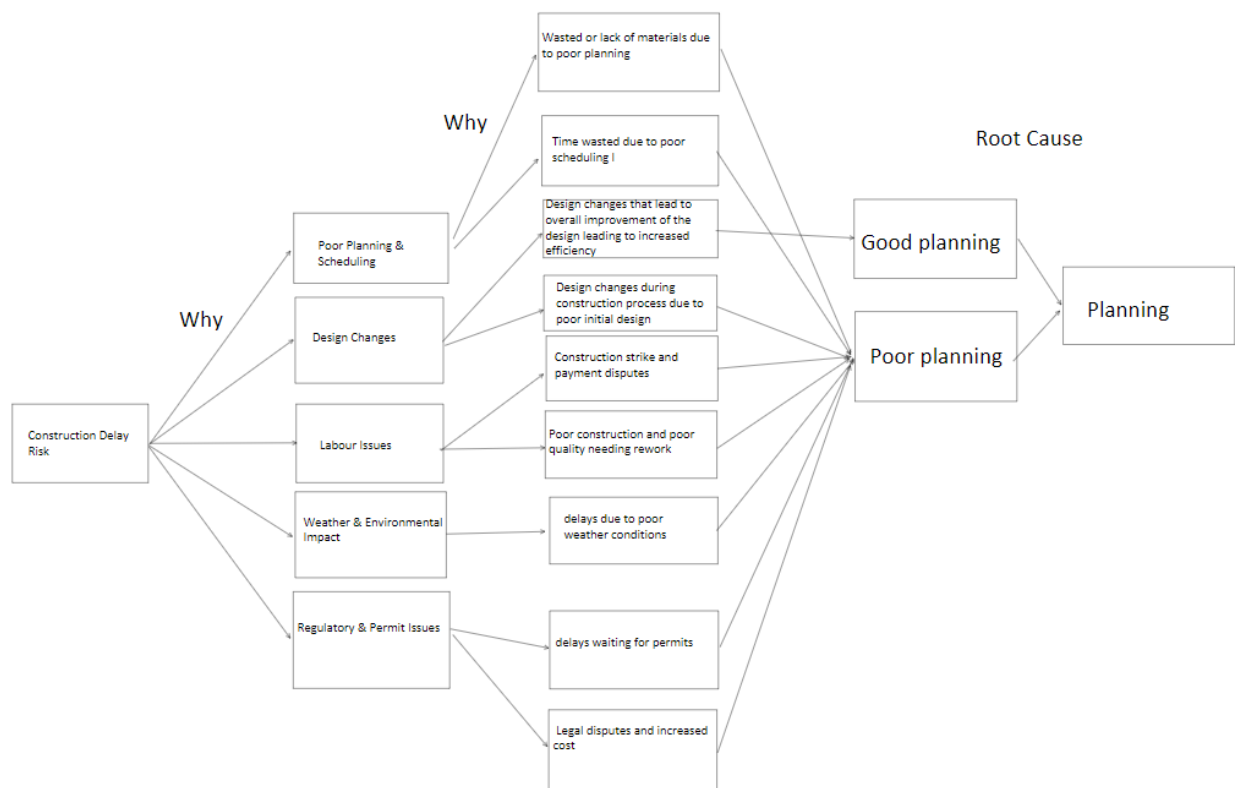 Wasted or lack of materials due
to poor planning
Why
Root Cause
Time wasted due to poor
scheduling I
Design changes that lead to
overall improvement of the
design leading to increased
efficiency
Poor Planning &
Scheduling
Good planning
Planning
Why
Design changes during
construction process due to
poor initial design
Design Changes
Construction strike and
payment disputes
Poor planning
Construction Delay
Risk
Labour Issues
Poor construction and poor
quality needing rework
Weather & Environmental
Impact
delays due to poor
weather conditions
Regulatory & Permit Issues
delays waiting for permits
Legal disputes and increased
cost